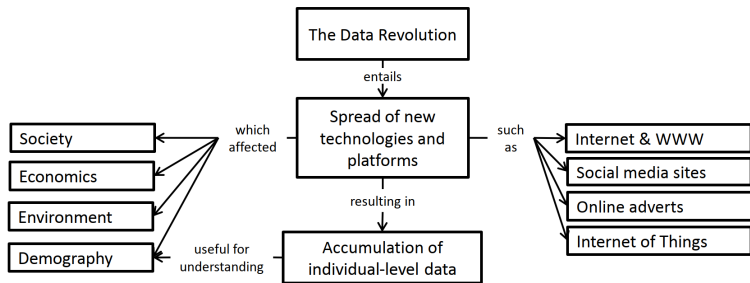 The Data Revolution
entails
Spread of new
technologies and
platforms
which
affected
Society
Economics
Environment
Demography
such
as
Internet & WWW
Social media sites
Online adverts
Internet of Things
resulting in
Accumulation of
individual-level data
useful for
understanding